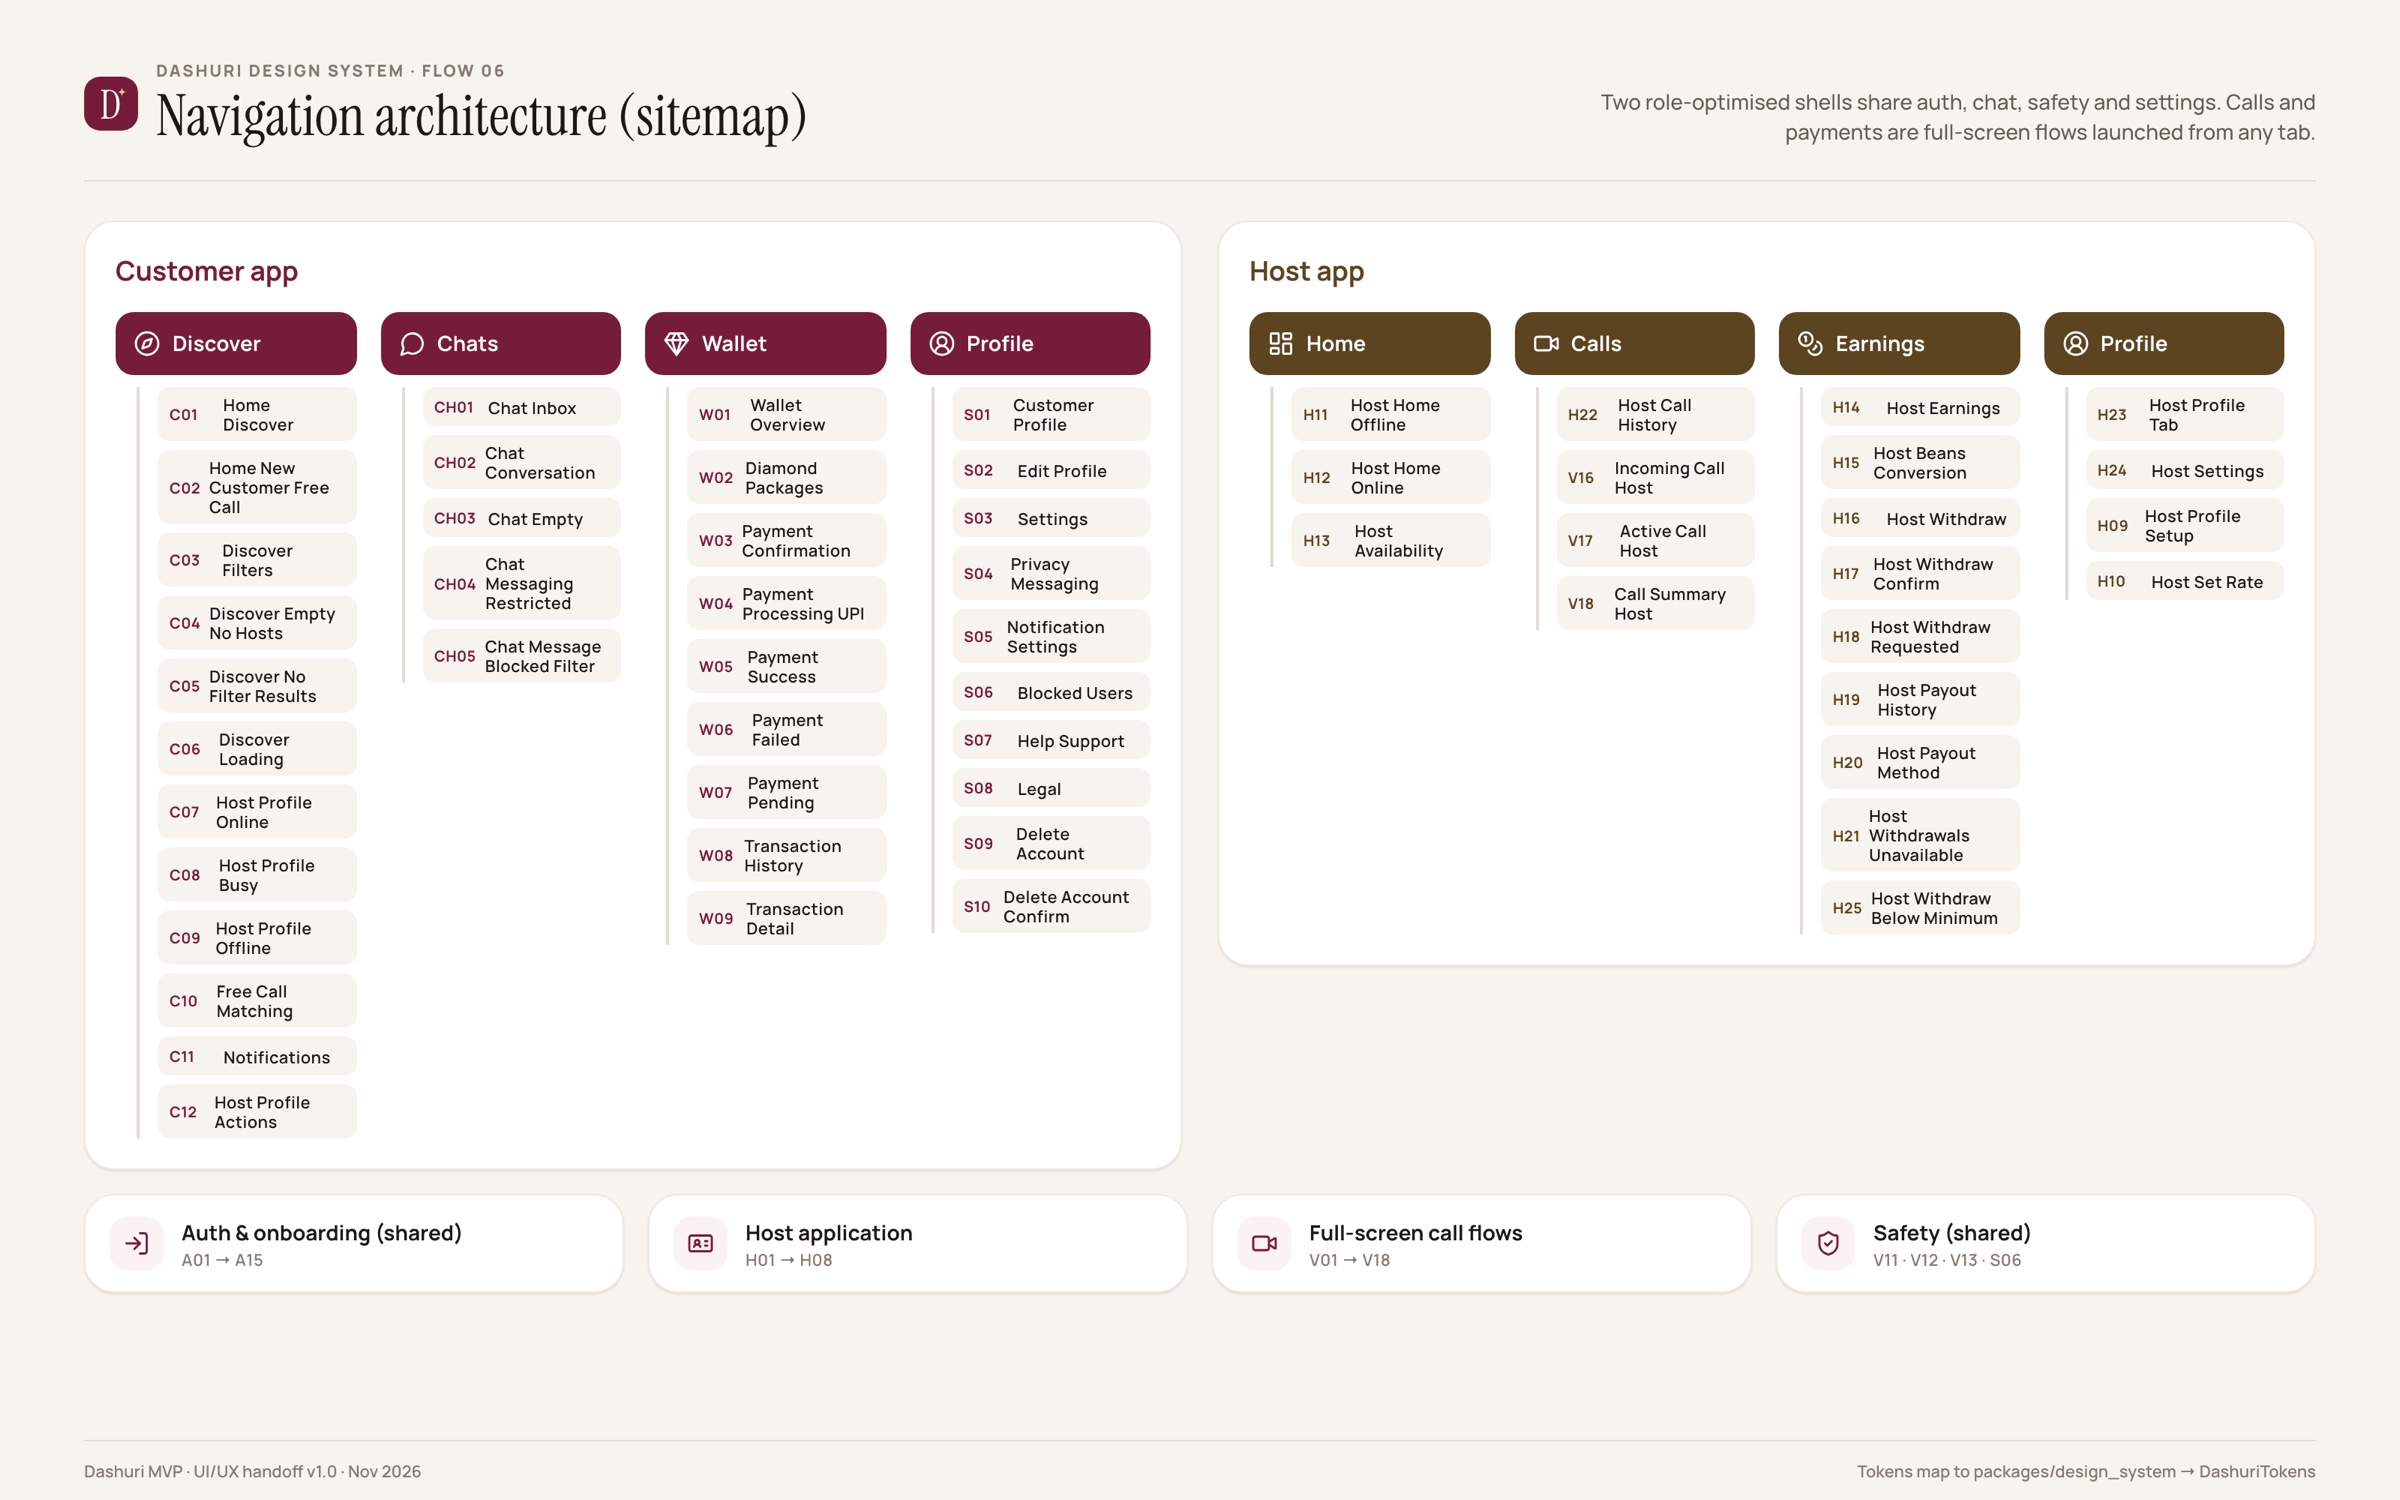 DASHURI DESIGN SYSTEM · FLOW 06
D
Navigation architecture (sitemap)
Two role-optimised shells share auth, chat, safety and settings. Calls and
payments are full-screen flows launched from any tab.
Customer app
Discover
C01 Home
Discover
C02 Home New
Customer Free
Call
C03 Discover
Filters
C04 Discover Empty
No Hosts
C05 Discover No
Filter Results
C06 Discover
Loading
C07 Host Profile
Online
C08 Host Profile
Busy
C09 Host Profile
Offline
C10 Free Call
Matching
C11 Notifications
C12 Host Profile
Actions
Chats
CH01 Chat Inbox
CH02 Chat
Conversation
CH03 Chat Empty
CH04 Chat
Messaging
Restricted
CH05 Chat Message
Blocked Filter
Wallet
W01 Wallet
Overview
W02 Diamond
Packages
W03 Payment
Confirmation
W04 Payment
Processing UPI
W05 Payment
Success
W06 Payment
Failed
W07 Payment
Pending
W08 Transaction
History
W09 Transaction
Detail
Profile
S01 Customer
Profile
S02 Edit Profile
S03 Settings
S04 Privacy
Messaging
S05 Notification
Settings
S06 Blocked Users
S07 Help Support
S08 Legal
S09 Delete
Account
S10 Delete Account
Confirm
Host app
Home
H11 Host Home
Offline
H12 Host Home
Online
H13 Host
Availability
Calls
H22 Host Call
History
V16 Incoming Call
Host
V17 Active Call
Host
V18 Call Summary
Host
Earnings
H14 Host Earnings
H15 Host Beans
Conversion
H16 Host Withdraw
H17 Host Withdraw
Confirm
H18 Host Withdraw
Requested
H19 Host Payout
History
H20 Host Payout
Method
H21 Host
Withdrawals
Unavailable
H25 Host Withdraw
Below Minimum
Profile
H23 Host Profile
Tab
H24 Host Settings
H09 Host Profile
Setup
H10 Host Set Rate
Auth & onboarding (shared)
A01 → A15
Host application
H01 → H08
Full-screen call flows
V01 → V18
Safety (shared)
V11 · V12 · V13 · S06
Dashuri MVP · UI/UX handoff v1.0 · Nov 2026
Tokens map to packages/design_system → DashuriTokens